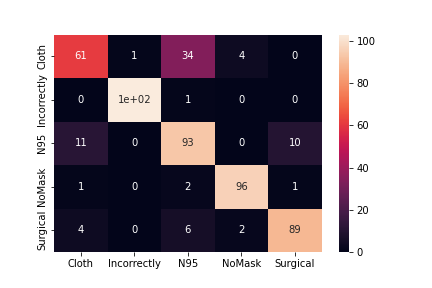 Cloth 61 1 34 4 0
Incorrectly 0 1e+02 1 0 0
N95 11 0 93 0 10
NoMask 1 0 2 96 1
Surgical 4 0 6 2 89
Cloth Incorrectly N95 NoMask Surgical
100
80
60
40
20
0